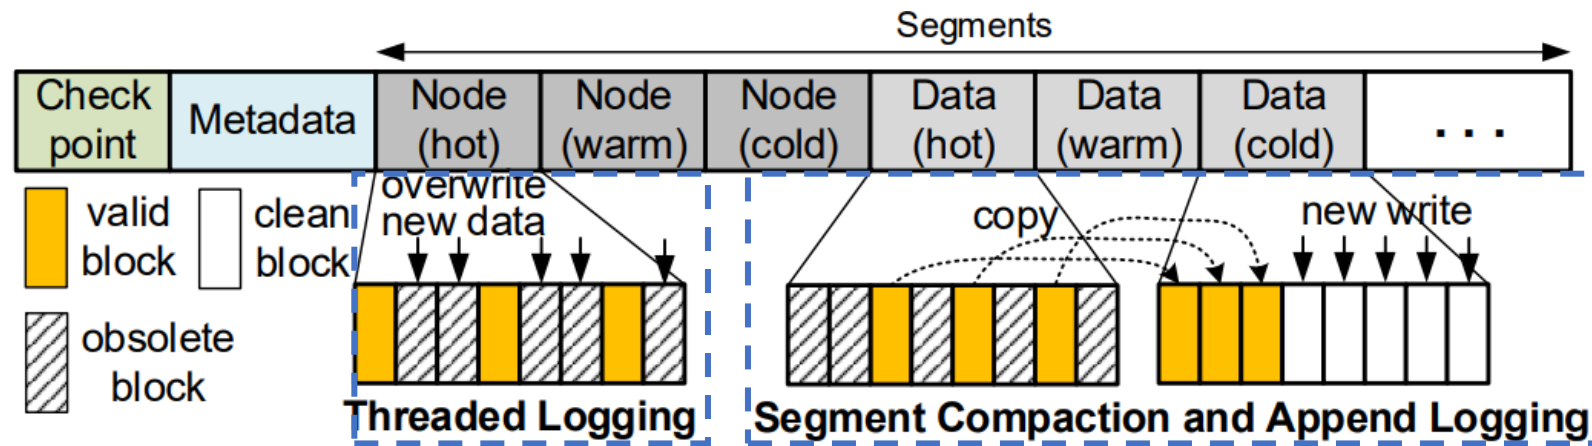 Segments
Check
point
Metadata
Node
(hot)
Node
(warm)
Node
(cold)
Data
(hot)
Data
(warm)
Data
(cold)
...
valid
block
clean
block
obsolete
block
overwrite
new data
Threaded Logging
copy
new write
Segment Compaction and Append Logging